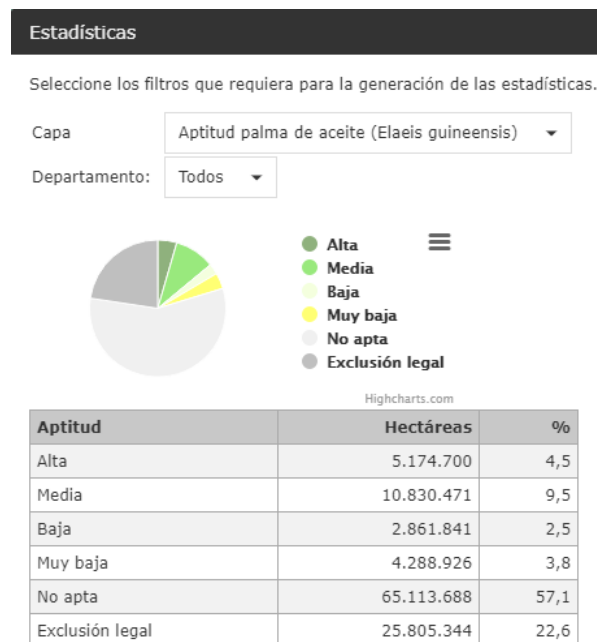 Estadísticas
Seleccione los filtros que requiera para la generación de las estadísticas.
Capa Aptitud palma de aceite (Elaeis guineensis)
Departamento: Todos
Alta
Media
Baja
Muy baja
No apta
Exclusión legal
Highcharts.com
Aptitud Hectáreas %
Alta 5.174.700 4,5
Media 10.830.471 9,5
Baja 2.861.841 2,5
Muy baja 4.288.926 3,8
No apta 65.113.688 57,1
Exclusión legal 25.805.344 22,6